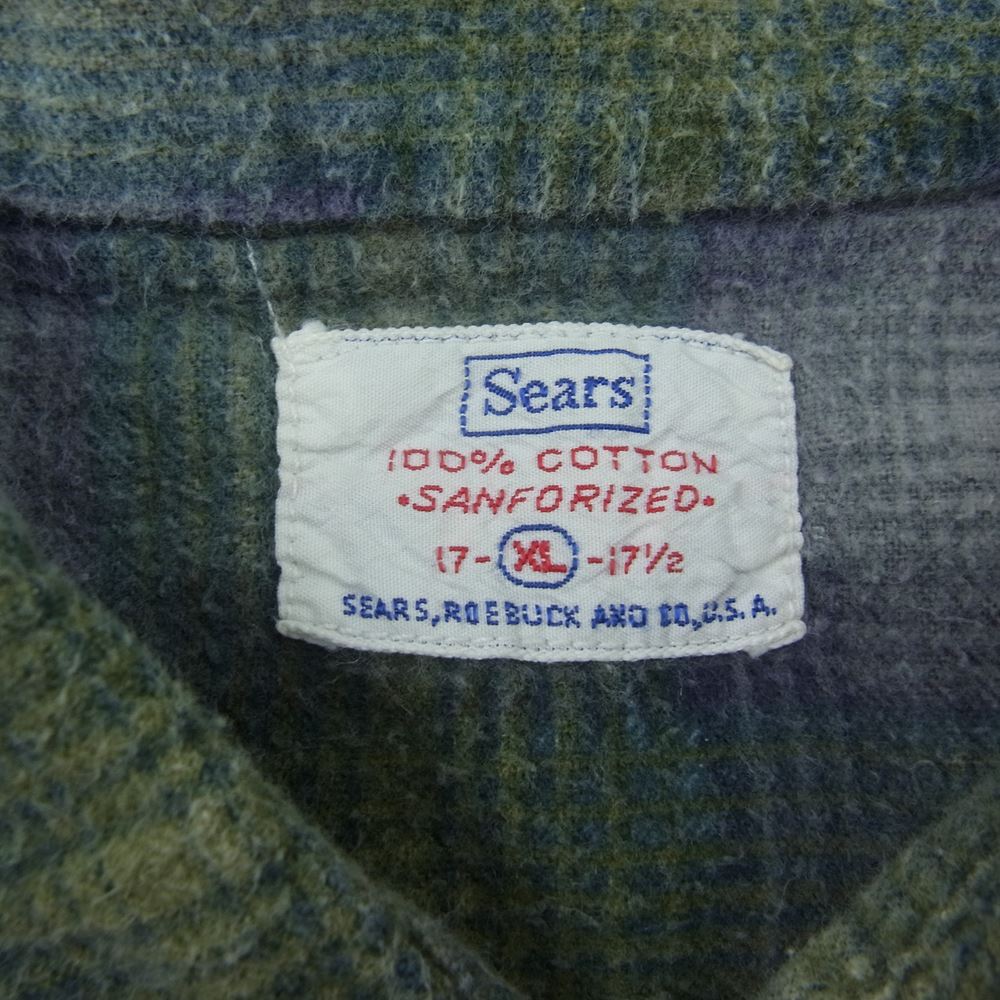 Sears
100% COTTON
•SANFORIZED•
17-XL-17½
SEARS, ROEBUCK AND CO., U.S.A.